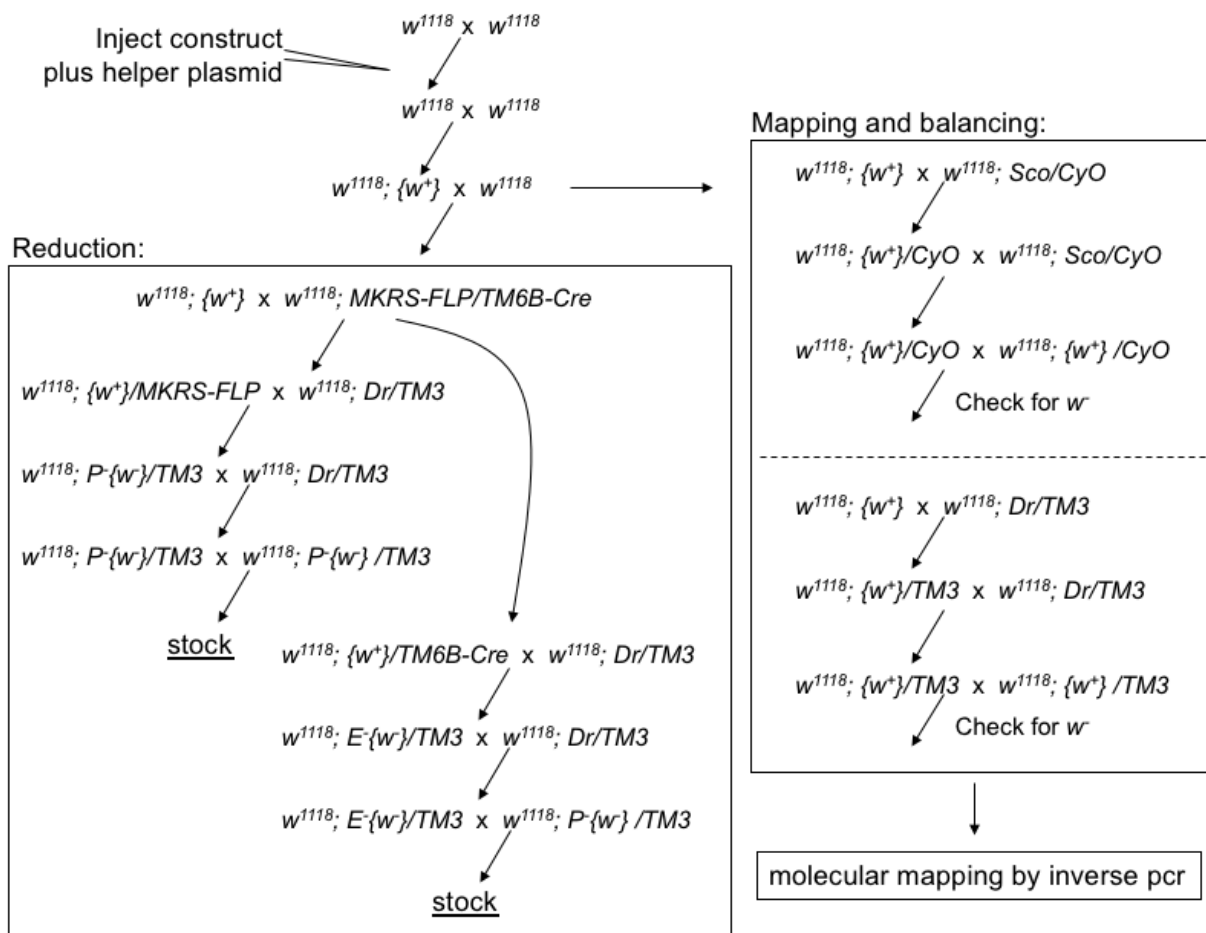 w¹¹¹⁸ x w¹¹¹⁸
Inject construct
plus helper plasmid
w¹¹¹⁸ x w¹¹¹⁸
w¹¹¹⁸; {w⁺} x w¹¹¹⁸
Reduction:
w¹¹¹⁸; {w⁺} x w¹¹¹⁸; MKRS-FLP/TM6B-Cre
w¹¹¹⁸; {w⁺}/MKRS-FLP x w¹¹¹⁸; Dr/TM3
w¹¹¹⁸; P⁻{w⁻}/TM3 x w¹¹¹⁸; Dr/TM3
w¹¹¹⁸; P⁻{w⁻}/TM3 x w¹¹¹⁸; P⁻{w⁻} /TM3
stock
w¹¹¹⁸; {w⁺}/TM6B-Cre x w¹¹¹⁸; Dr/TM3
w¹¹¹⁸; E⁻{w⁻}/TM3 x w¹¹¹⁸; Dr/TM3
w¹¹¹⁸; E⁻{w⁻}/TM3 x w¹¹¹⁸; P⁻{w⁻} /TM3
stock
Mapping and balancing:
w¹¹¹⁸; {w⁺} x w¹¹¹⁸; Sco/CyO
w¹¹¹⁸; {w⁺}/CyO x w¹¹¹⁸; Sco/CyO
w¹¹¹⁸; {w⁺}/CyO x w¹¹¹⁸; {w⁺} /CyO
Check for w⁻
w¹¹¹⁸; {w⁺} x w¹¹¹⁸; Dr/TM3
w¹¹¹⁸; {w⁺}/TM3 x w¹¹¹⁸; Dr/TM3
w¹¹¹⁸; {w⁺}/TM3 x w¹¹¹⁸; {w⁺} /TM3
Check for w⁻
molecular mapping by inverse pcr